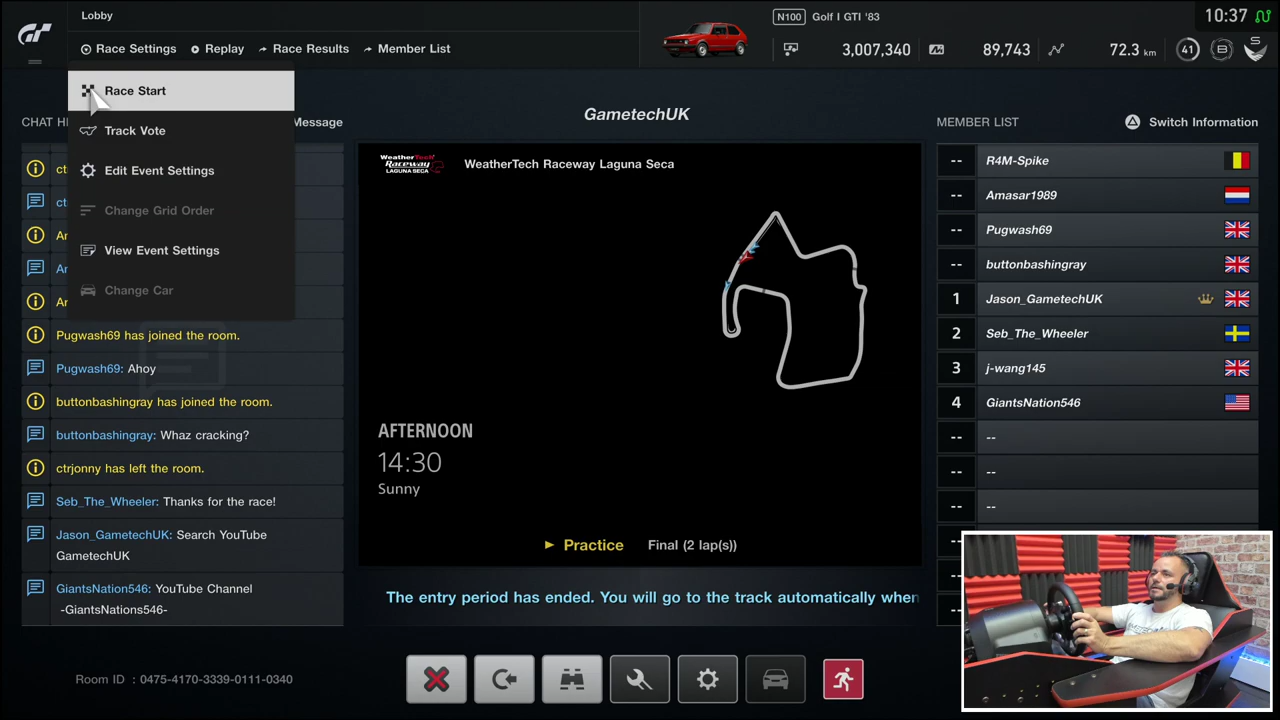 Lobby
Race Settings
Replay
Race Results
Member List
N100
Golf I GTI '83
3,007,340
89,743
72.3 km
41
B
S
10:37
Race Start
Track Vote
Edit Event Settings
Change Grid Order
View Event Settings
Change Car
CHAT H
Message
ct
ct
A
A
A
Pugwash69 has joined the room.
Pugwash69: Ahoy
buttonbashingray has joined the room.
buttonbashingray: Whaz cracking?
ctrjonny has left the room.
Seb_The_Wheeler: Thanks for the race!
Jason_GametechUK: Search YouTube
GametechUK
GiantsNation546: YouTube Channel
-GiantsNations546-
GametechUK
WeatherTech
Raceway
LAGUNA SECA
WeatherTech Raceway Laguna Seca
AFTERNOON
14:30
Sunny
Practice
Final (2 lap(s))
The entry period has ended. You will go to the track automatically when
MEMBER LIST
Switch Information
-- R4M-Spike
-- Amasar1989
-- Pugwash69
-- buttonbashingray
1 Jason_GametechUK
2 Seb_The_Wheeler
3 j-wang145
4 GiantsNation546
-- --
-- --
-- --
Room ID : 0475-4170-3339-0111-0340